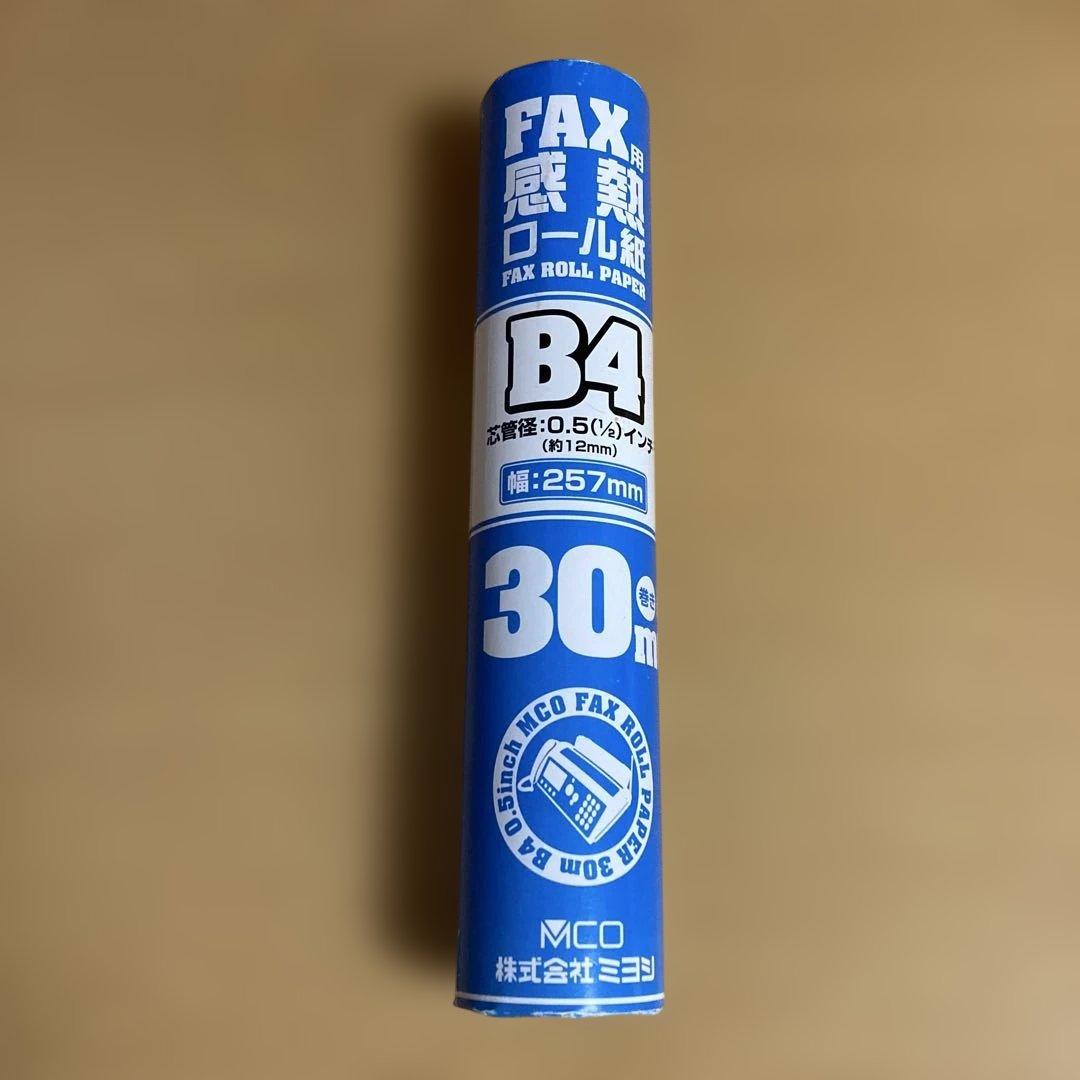 FAX用
感熱
ロール紙
FAX ROLL PAPER
B4
芯管径:0.5(½)インチ
(約12mm)
幅:257mm
30m
巻き
MCO FAX ROLL PAPER 30m B4 0.5inch
MCO
株式会社ミヨシ